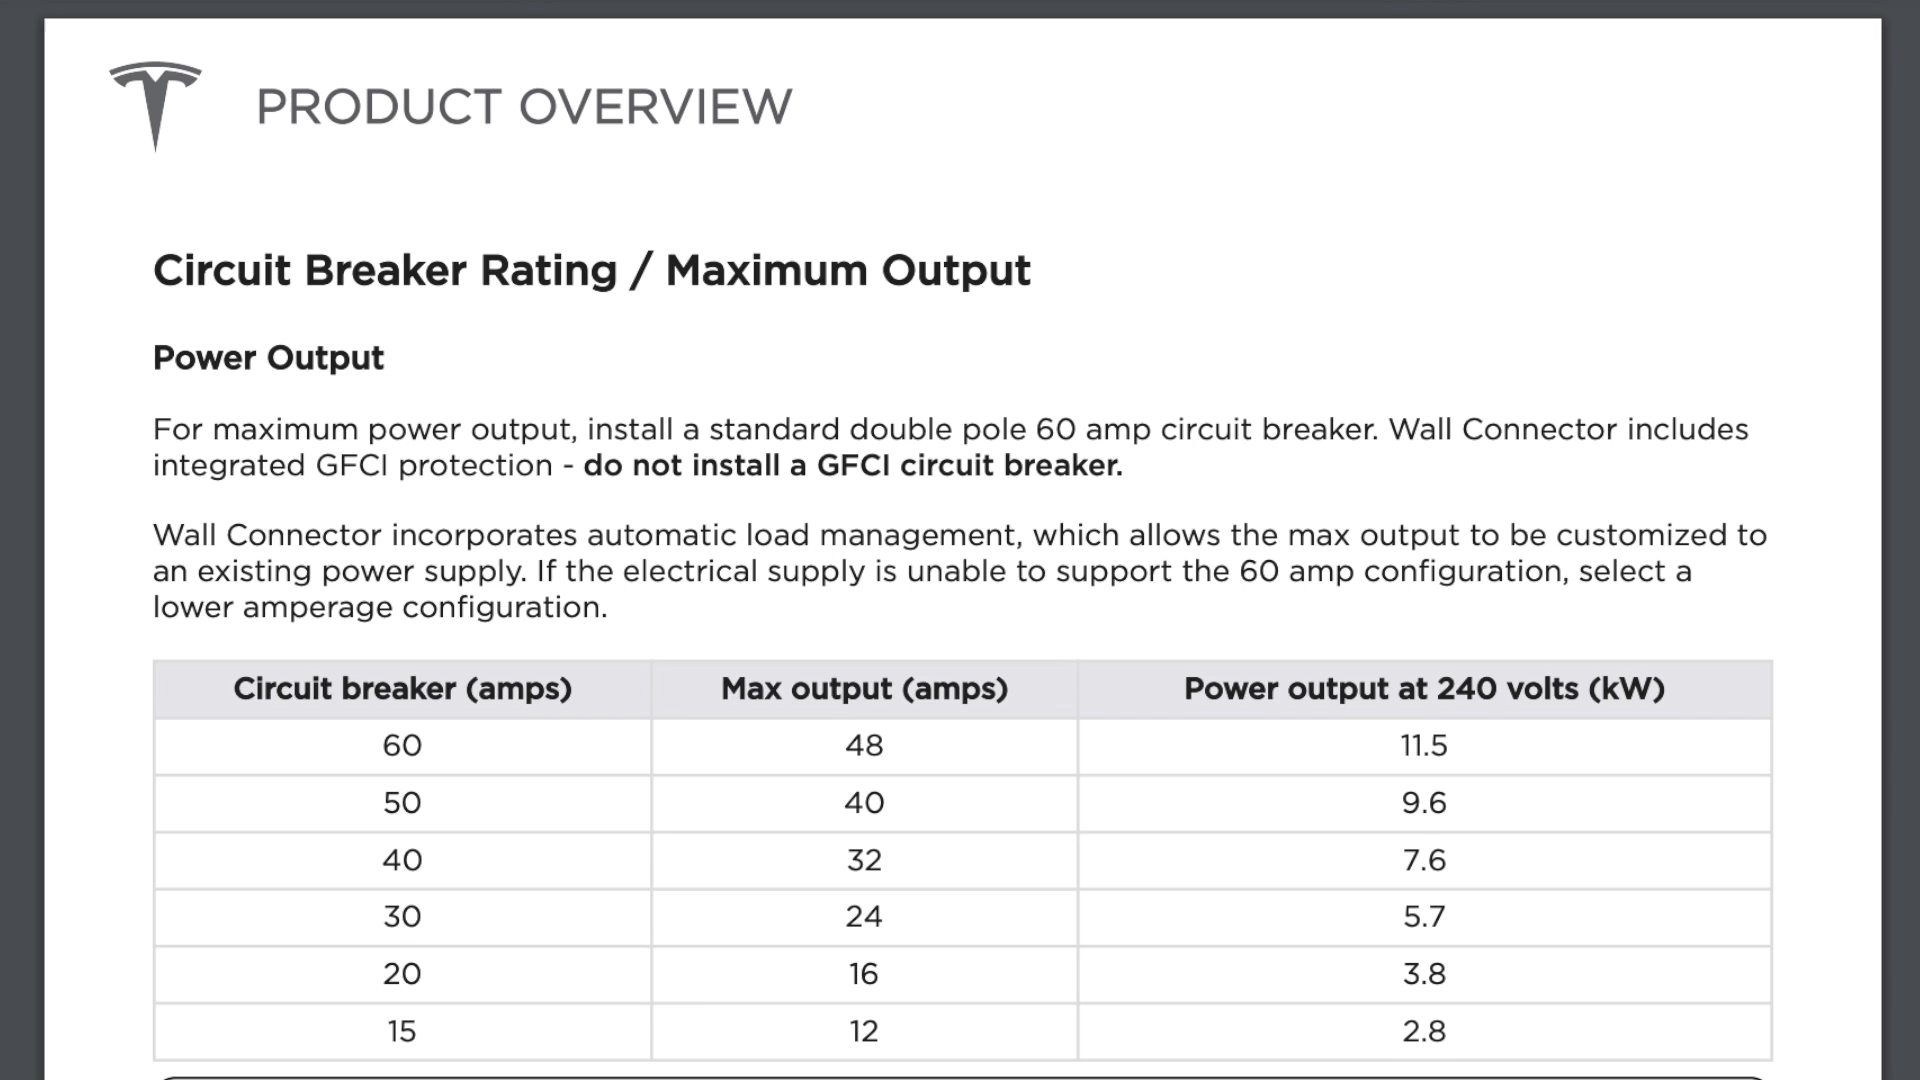 PRODUCT OVERVIEW
Circuit Breaker Rating / Maximum Output
Power Output
For maximum power output, install a standard double pole 60 amp circuit breaker. Wall Connector includes
integrated GFCI protection - do not install a GFCI circuit breaker.
Wall Connector incorporates automatic load management, which allows the max output to be customized to
an existing power supply. If the electrical supply is unable to support the 60 amp configuration, select a
lower amperage configuration.
Circuit breaker (amps) Max output (amps) Power output at 240 volts (kW)
60 48 11.5
50 40 9.6
40 32 7.6
30 24 5.7
20 16 3.8
15 12 2.8